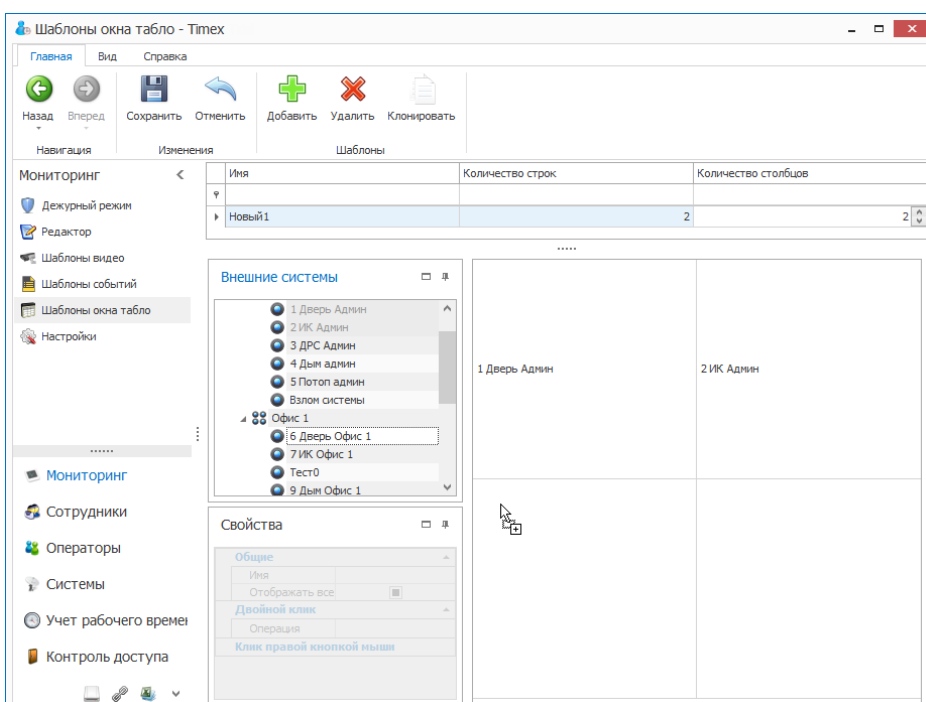 Шаблоны окна табло - Timex
Главная Вид Справка
Назад Вперед Сохранить Отменить Добавить Удалить Клонировать
Навигация Изменения Шаблоны
Мониторинг
Дежурный режим
Редактор
Шаблоны видео
Шаблоны событий
Шаблоны окна табло
Настройки
Имя Количество строк Количество столбцов
Новый1 2 2
Внешние системы
1 Дверь Админ
2 ИК Админ
3 ДРС Админ
4 Дым админ
5 Потоп админ
Взлом системы
Офис 1
6 Дверь Офис 1
7 ИК Офис 1
Тест0
9 Дым Офис 1
1 Дверь Админ 2 ИК Админ
Свойства
Общие
Имя
Отображать все
Двойной клик
Операция
Клик правой кнопкой мыши
Мониторинг
Сотрудники
Операторы
Системы
Учет рабочего времен
Контроль доступа